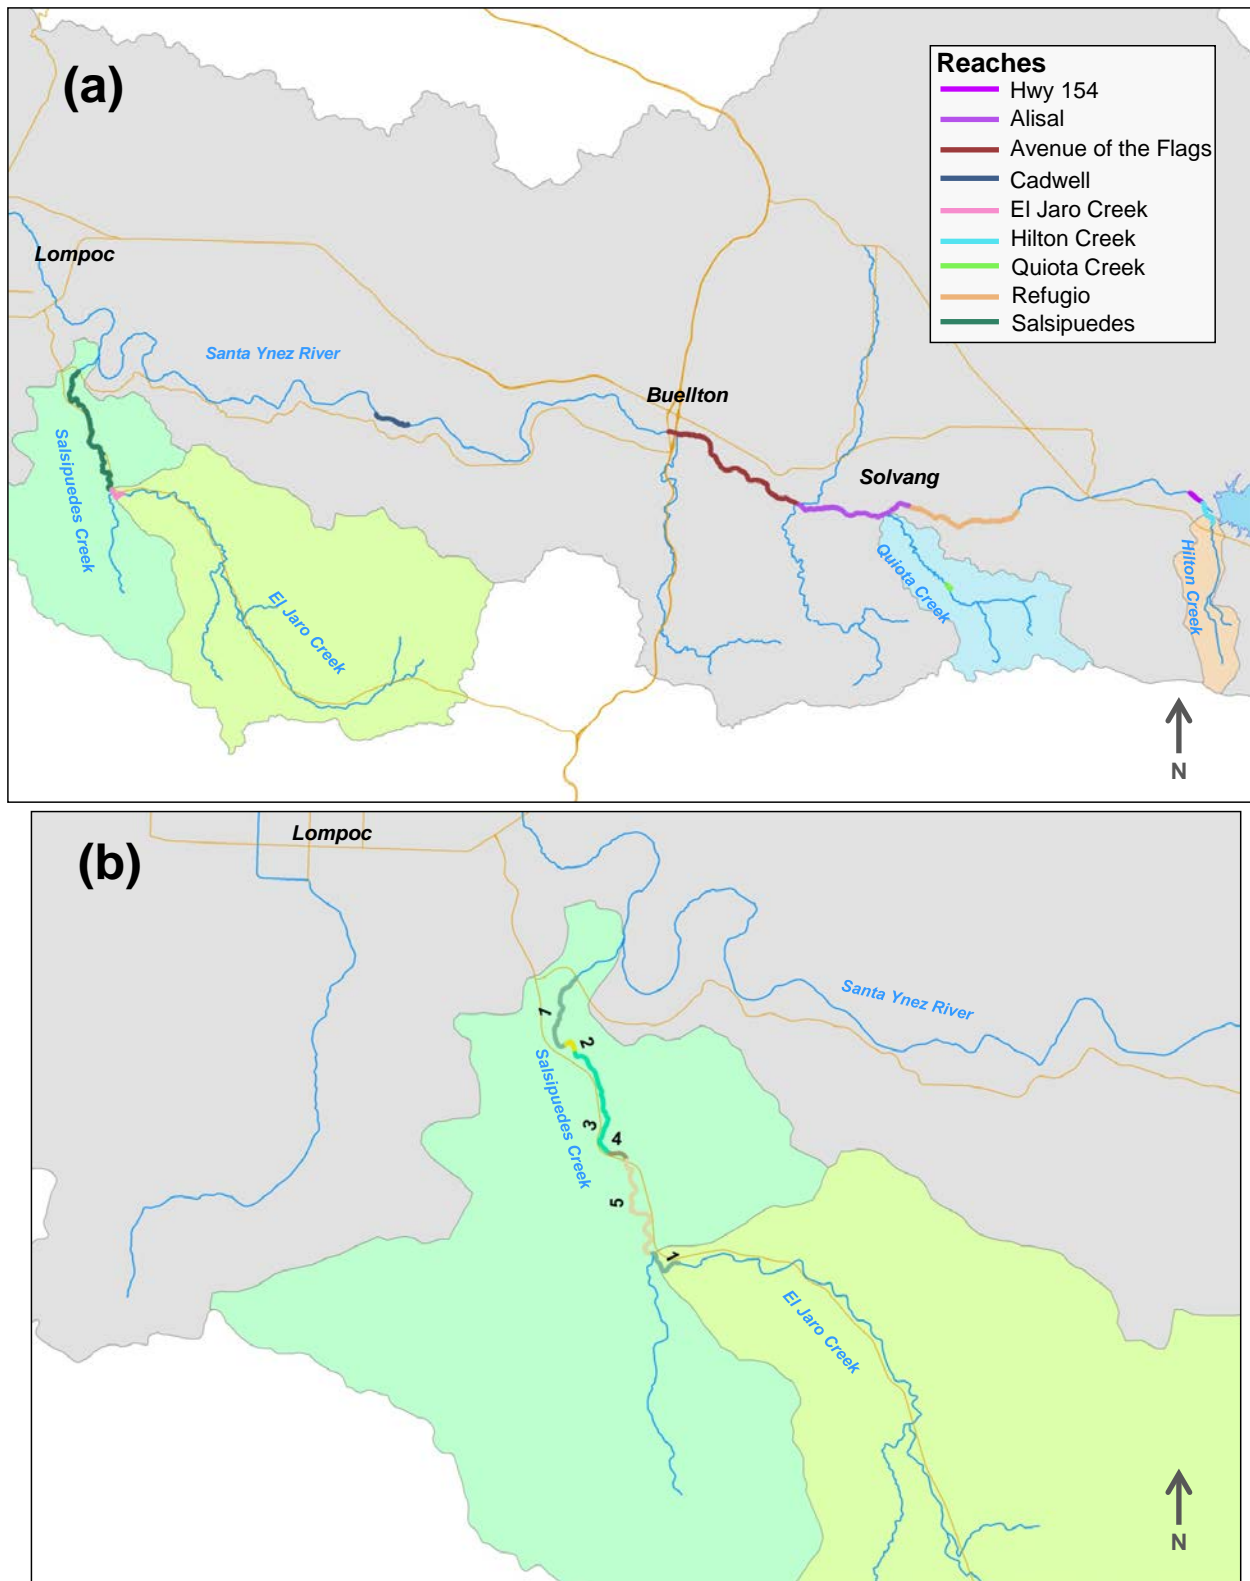 (a)
Reaches
Hwy 154
Alisal
Avenue of the Flags
Cadwell
El Jaro Creek
Hilton Creek
Quiota Creek
Refugio
Salsipuedes
Lompoc
Santa Ynez River
Buellton
Solvang
Salsipuedes Creek
El Jaro Creek
Quiota Creek
Hilton Creek
N
(b)
Lompoc
Santa Ynez River
1
2
Salsipuedes Creek
3
4
5
1
El Jaro Creek
N